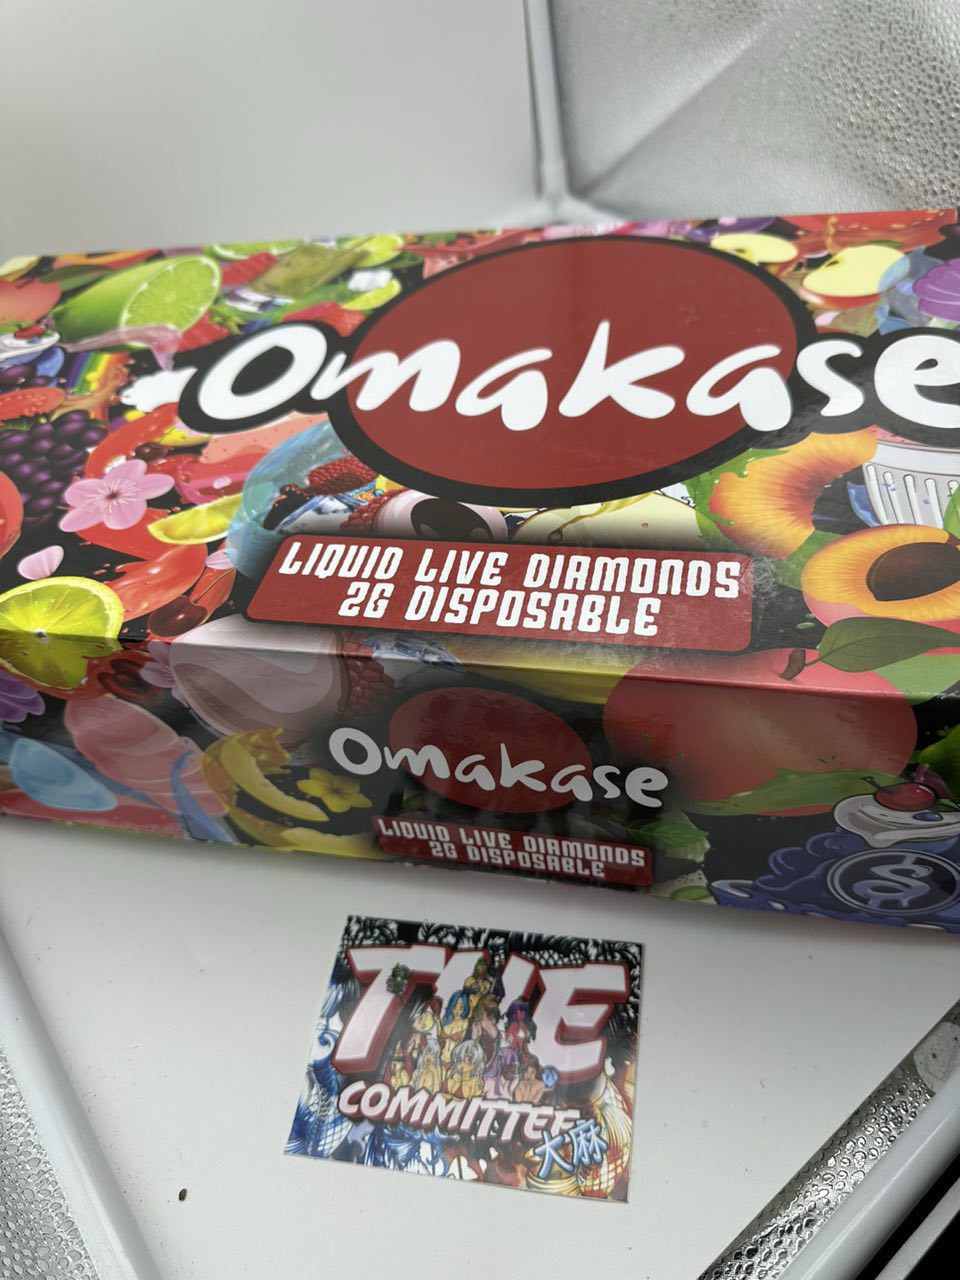 Omakase
LIQUID LIVE DIAMONDS
2G DISPOSABLE
Omakase
LIQUID LIVE DIAMONDS
2G DISPOSABLE
THE
COMMITTEE
大麻